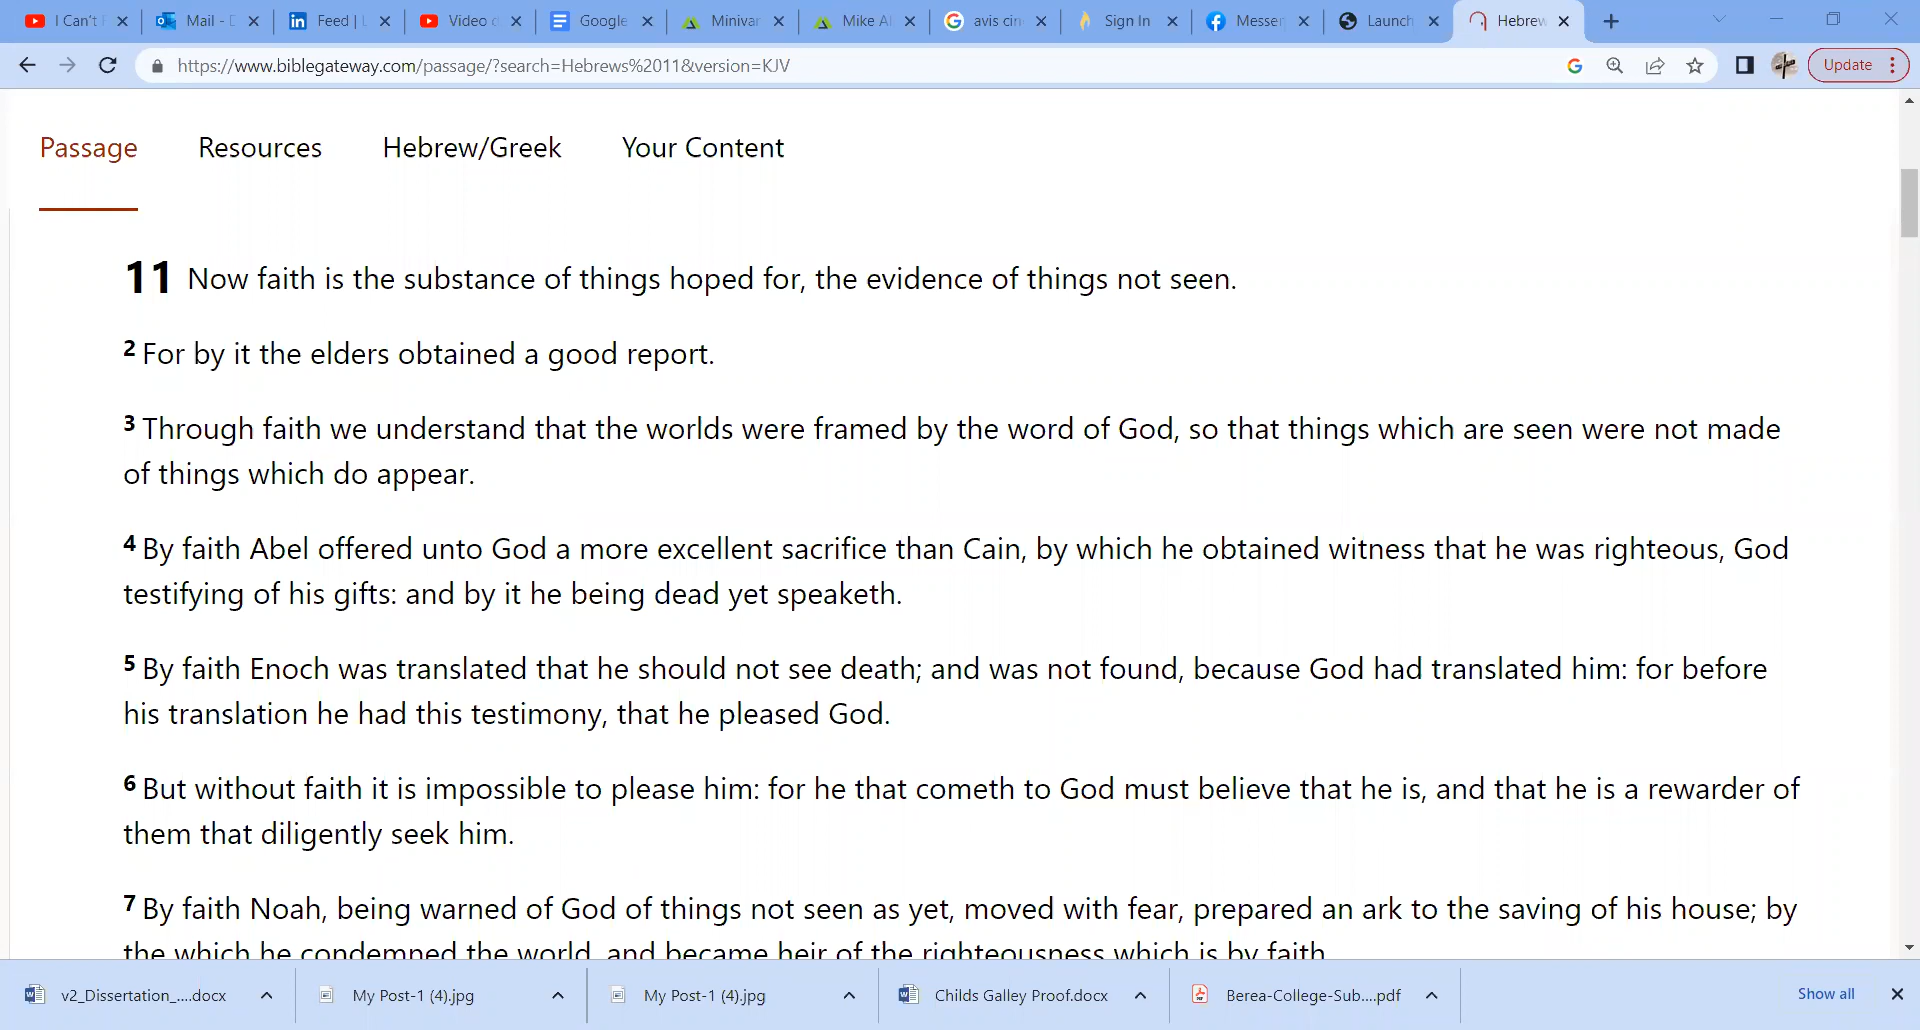 I Can't Mail - Feed | Video Google Minivan Mike Al avis cin Sign In Messen Launch Hebrew
https://www.biblegateway.com/passage/?search=Hebrews%2011&version=KJV Update
Passage Resources Hebrew/Greek Your Content
11 Now faith is the substance of things hoped for, the evidence of things not seen.
2 For by it the elders obtained a good report.
3 Through faith we understand that the worlds were framed by the word of God, so that things which are seen were not made
of things which do appear.
4 By faith Abel offered unto God a more excellent sacrifice than Cain, by which he obtained witness that he was righteous, God
testifying of his gifts: and by it he being dead yet speaketh.
5 By faith Enoch was translated that he should not see death; and was not found, because God had translated him: for before
his translation he had this testimony, that he pleased God.
6 But without faith it is impossible to please him: for he that cometh to God must believe that he is, and that he is a rewarder of
them that diligently seek him.
7 By faith Noah, being warned of God of things not seen as yet, moved with fear, prepared an ark to the saving of his house; by
the which he condemned the world, and became heir of the righteousness which is by faith.
v2_Dissertation_....docx My Post-1 (4).jpg My Post-1 (4).jpg Childs Galley Proof.docx Berea-College-Sub....pdf Show all